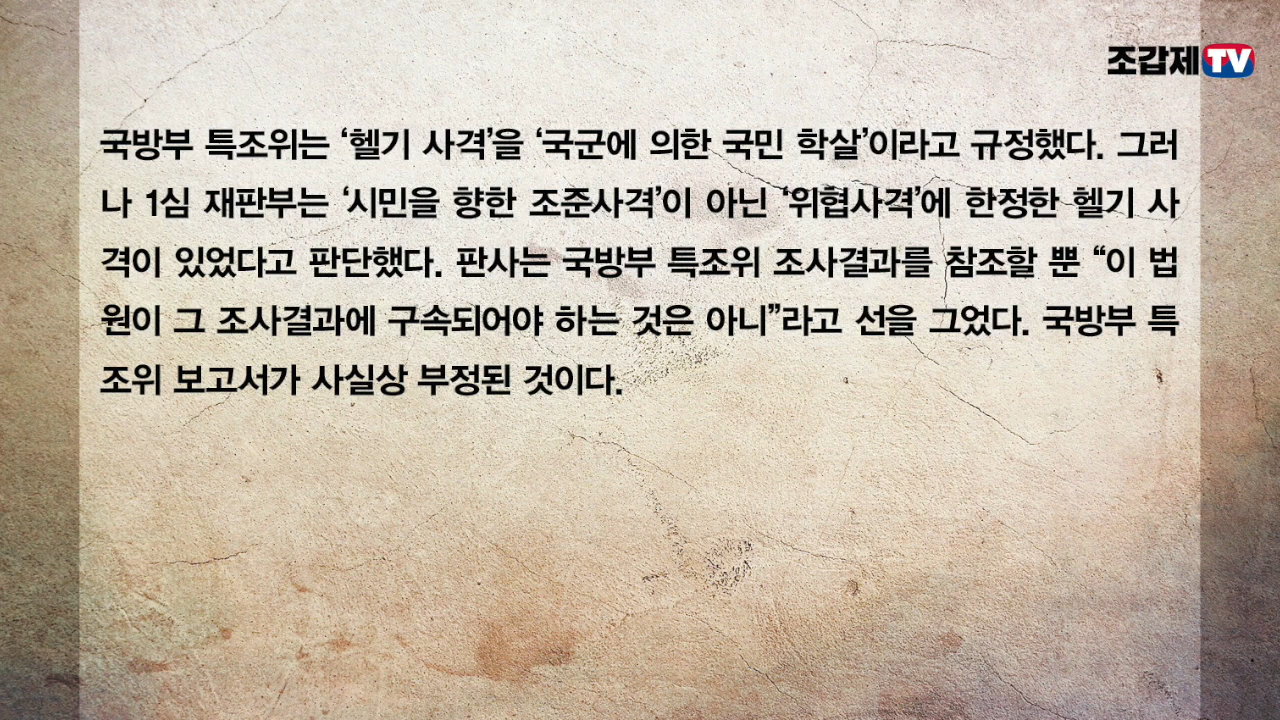 조갑제TV
국방부 특조위는 ‘헬기 사격’을 ‘국군에 의한 국민 학살’이라고 규정했다. 그러
나 1심 재판부는 ‘시민을 향한 조준사격’이 아닌 ‘위협사격’에 한정한 헬기 사
격이 있었다고 판단했다. 판사는 국방부 특조위 조사결과를 참조할 뿐 “이 법
원이 그 조사결과에 구속되어야 하는 것은 아니”라고 선을 그었다. 국방부 특
조위 보고서가 사실상 부정된 것이다.